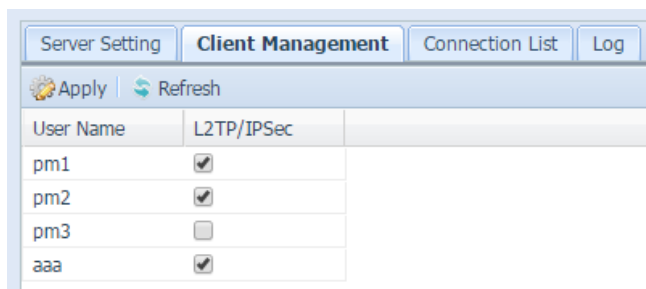 Server Setting Client Management Connection List Log
Apply Refresh
User Name L2TP/IPSec
pm1
pm2
pm3
aaa